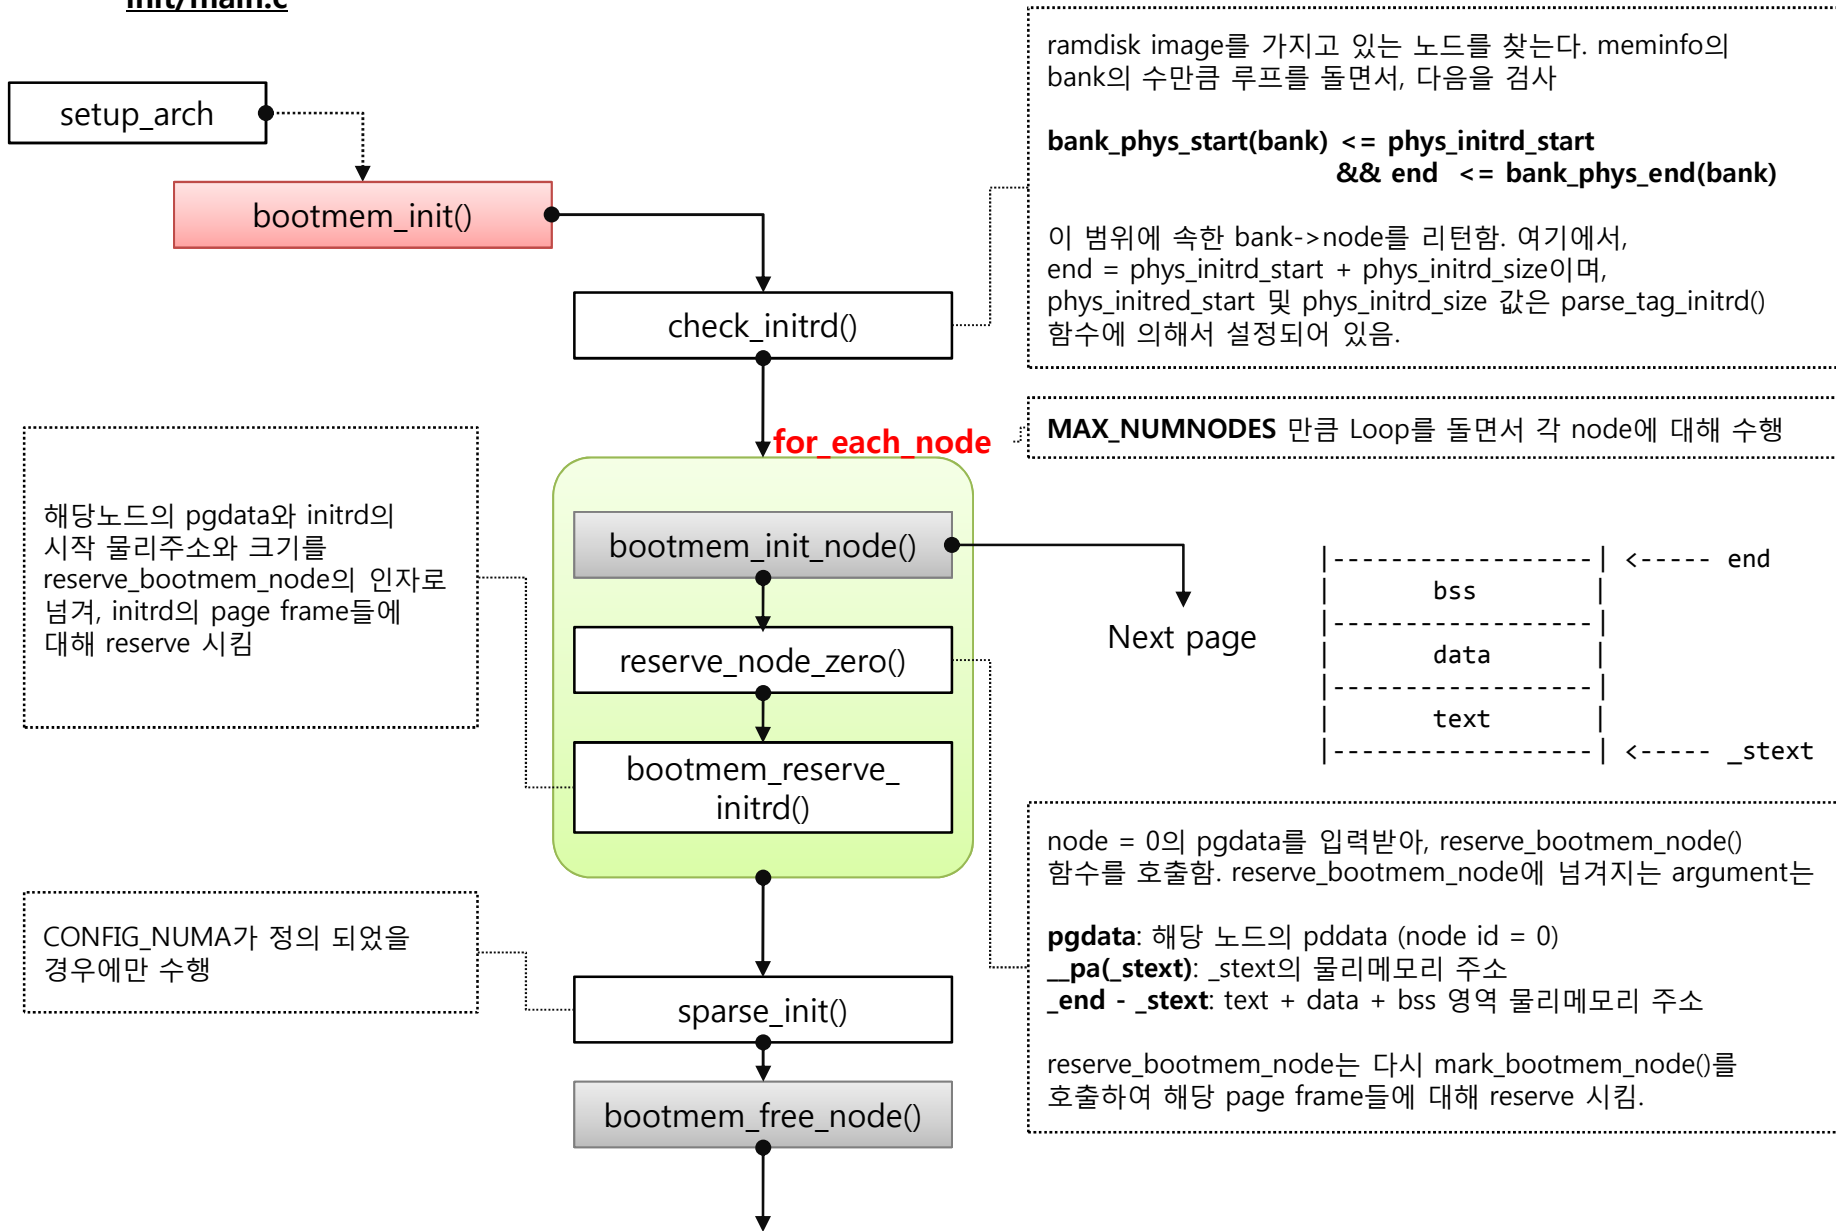 init/main.c
setup_arch
bootmem_init()
check_initrd()
ramdisk image를 가지고 있는 노드를 찾는다. meminfo의
bank의 수만큼 루프를 돌면서, 다음을 검사
bank_phys_start(bank) <= phys_initrd_start
&& end <= bank_phys_end(bank)
이 범위에 속한 bank->node를 리턴함. 여기에서,
end = phys_initrd_start + phys_initrd_size이며,
phys_initred_start 및 phys_initrd_size 값은 parse_tag_initrd()
함수에 의해서 설정되어 있음.
for_each_node
MAX_NUMNODES 만큼 Loop를 돌면서 각 node에 대해 수행
해당노드의 pgdata와 initrd의
시작 물리주소와 크기를
reserve_bootmem_node의 인자로
넘겨, initrd의 page frame들에
대해 reserve 시킴
bootmem_init_node()
reserve_node_zero()
bootmem_reserve_
initrd()
Next page
|------------------| <----- end
| bss |
|------------------|
| data |
|------------------|
| text |
|------------------| <----- _stext
node = 0의 pgdata를 입력받아, reserve_bootmem_node()
함수를 호출함. reserve_bootmem_node에 넘겨지는 argument는
pgdata: 해당 노드의 pddata (node id = 0)
__pa(_stext): _stext의 물리메모리 주소
_end - _stext: text + data + bss 영역 물리메모리 주소
reserve_bootmem_node는 다시 mark_bootmem_node()를
호출하여 해당 page frame들에 대해 reserve 시킴.
CONFIG_NUMA가 정의 되었을
경우에만 수행
sparse_init()
bootmem_free_node()